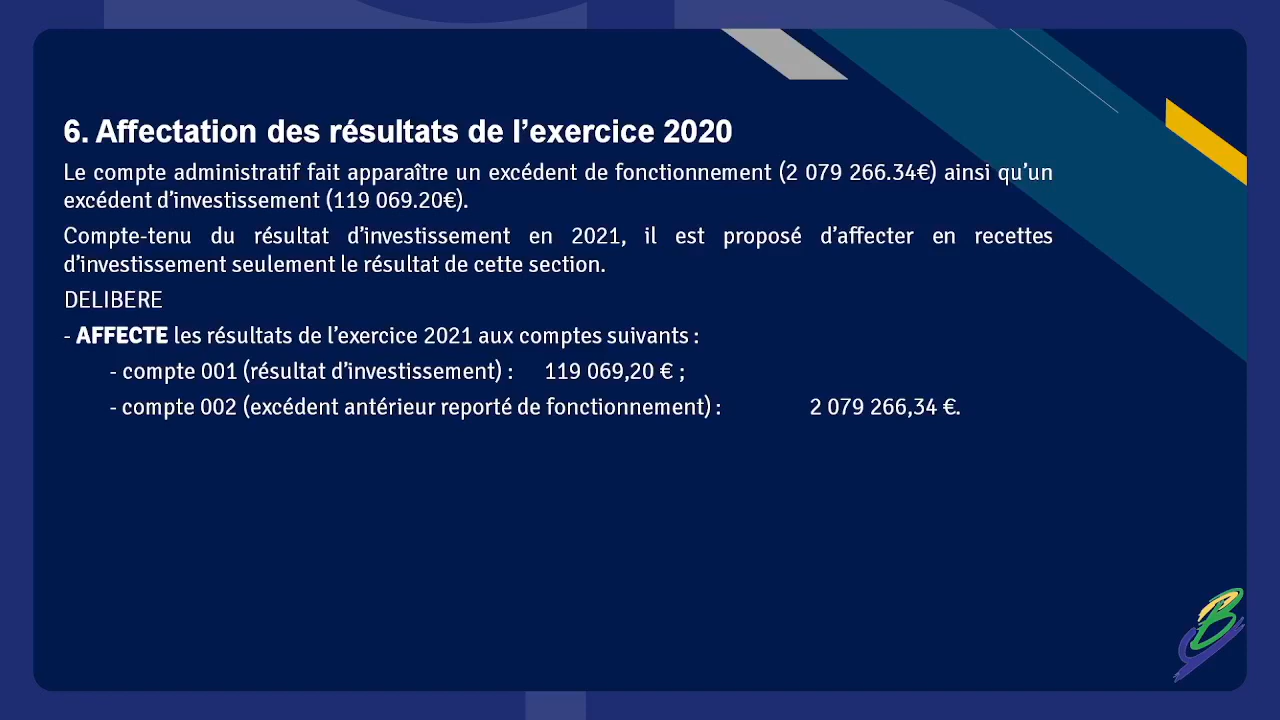 6. Affectation des résultats de l’exercice 2020
Le compte administratif fait apparaître un excédent de fonctionnement (2 079 266.34€) ainsi qu’un
excédent d’investissement (119 069.20€).
Compte-tenu du résultat d’investissement en 2021, il est proposé d’affecter en recettes
d’investissement seulement le résultat de cette section.
DELIBERE
- AFFECTE les résultats de l’exercice 2021 aux comptes suivants :
- compte 001 (résultat d’investissement) : 119 069,20 € ;
- compte 002 (excédent antérieur reporté de fonctionnement) : 2 079 266,34 €.